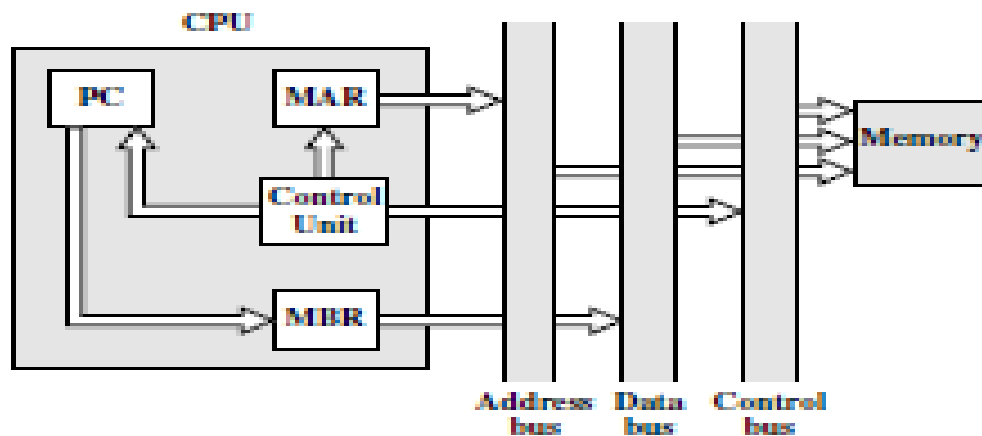 CPU
PC
MAR
Memory
Control
Unit
MBR
Address
bus
Data
bus
Control
bus